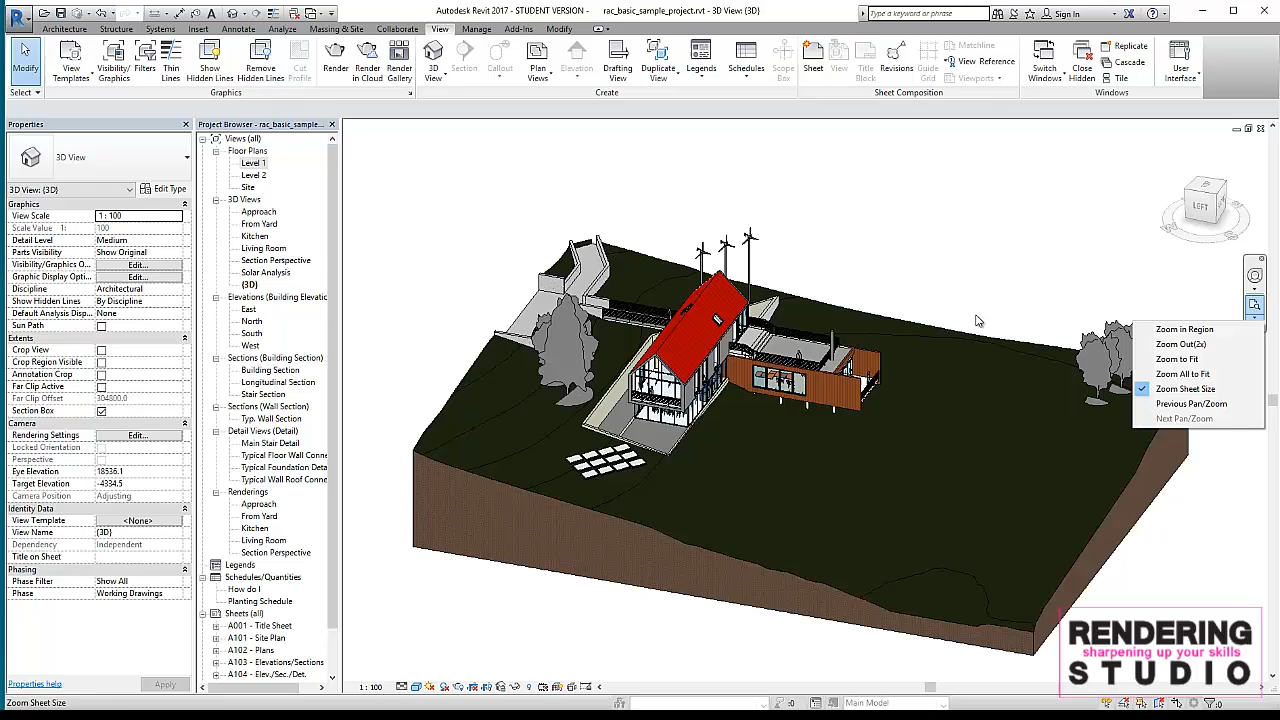 Autodesk Revit 2017 - STUDENT VERSION - rac_basic_sample_project.rvt - 3D View: {3D}
Type a keyword or phrase
Sign In
Architecture Structure Systems Insert Annotate Analyze Massing & Site Collaborate View Manage Add-Ins Modify
Modify
View Templates
Visibility/ Graphics
Filters
Thin Lines
Show Hidden Lines
Remove Hidden Lines
Cut Profile
Render
Render in Cloud
Render Gallery
3D View
Section
Callout
Plan Views
Elevation
Drafting View
Duplicate View
Legends
Schedules
Scope Box
Sheet
View
Title Block
Revisions
Guide Grid
Matchline
View Reference
Viewports
Switch Windows
Close Hidden
Replicate
Cascade
Tile
User Interface
Select
Graphics
Create
Sheet Composition
Windows
Properties
3D View
3D View: {3D}
Edit Type
Graphics
View Scale 1 : 100
Scale Value 1: 100
Detail Level Medium
Parts Visibility Show Original
Visibility/Graphics O... Edit...
Graphic Display Opti... Edit...
Discipline Architectural
Show Hidden Lines By Discipline
Default Analysis Disp... None
Sun Path
Extents
Crop View
Crop Region Visible
Annotation Crop
Far Clip Active
Far Clip Offset 304800.0
Section Box
Camera
Rendering Settings Edit...
Locked Orientation
Perspective
Eye Elevation 18536.1
Target Elevation -4334.5
Camera Position Adjusting
Identity Data
View Template <None>
View Name {3D}
Dependency Independent
Title on Sheet
Phasing
Phase Filter Show All
Phase Working Drawings
Properties help
Apply
Project Browser - rac_basic_sample...
Views (all)
Floor Plans
Level 1
Level 2
Site
3D Views
Approach
From Yard
Kitchen
Living Room
Section Perspective
Solar Analysis
{3D}
Elevations (Building Elevatio
East
North
South
West
Sections (Building Section)
Building Section
Longitudinal Section
Stair Section
Sections (Wall Section)
Typ. Wall Section
Detail Views (Detail)
Main Stair Detail
Typical Floor Wall Conne
Typical Foundation Deta
Typical Wall Roof Conne
Renderings
Approach
From Yard
Kitchen
Living Room
Section Perspective
Legends
Schedules/Quantities
How do I
Planting Schedule
Sheets (all)
A001 - Title Sheet
A101 - Site Plan
A102 - Plans
A103 - Elevations/Sections
A104 - Elev./Sec./Det.
LEFT
Zoom in Region
Zoom Out(2x)
Zoom to Fit
Zoom All to Fit
Zoom Sheet Size
Previous Pan/Zoom
Next Pan/Zoom
RENDERING
sharpening up your skills
STUDIO
1 : 100
Zoom Sheet Size
:0
Main Model
:0